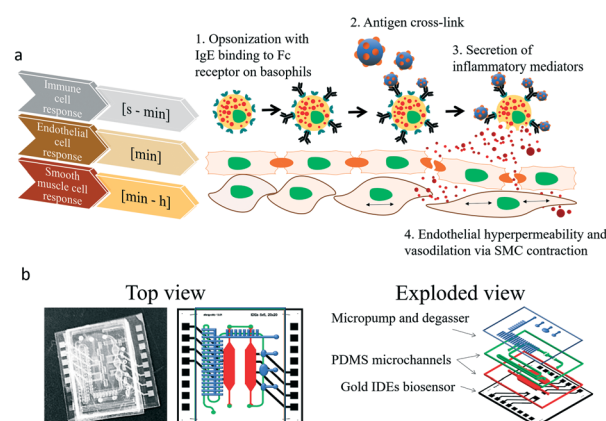 a
1. Opsonization with
IgE binding to Fc
receptor on basophils
2. Antigen cross-link
3. Secretion of
inflammatory mediators
Immune
cell
response
[s - min]
Endothelial
cell
response
[min]
Smooth
muscle cell
response
[min - h]
4. Endothelial hyperpermeability and
vasodilation via SMC contraction
b
Top view
Exploded view
Micropump and degasser
PDMS microchannels
Gold IDEs biosensor